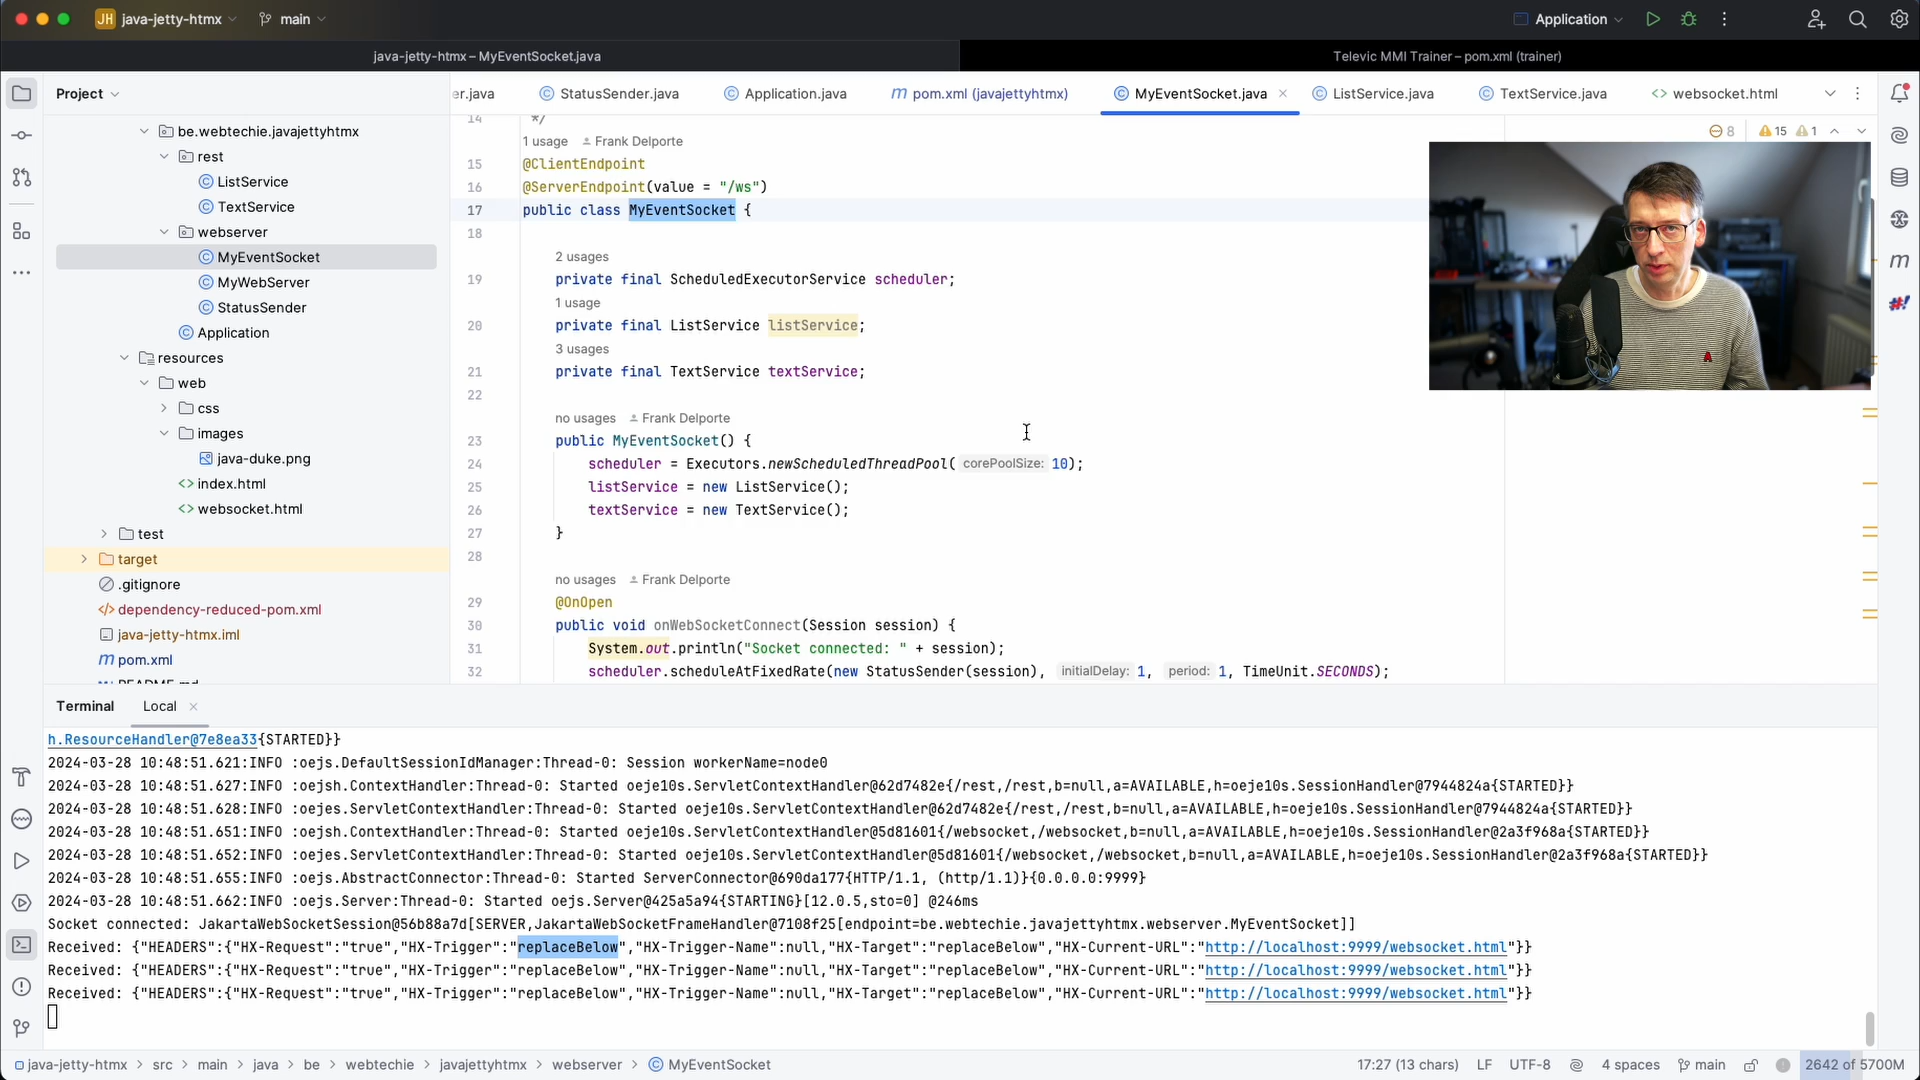 JH java-jetty-htmx main Application
java-jetty-htmx – MyEventSocket.java Televic MMI Trainer – pom.xml (trainer)
Project
er.java StatusSender.java Application.java pom.xml (javajettyhtmx) MyEventSocket.java ListService.java TextService.java websocket.html
be.webtechie.javajettyhtmx
rest
ListService
TextService
webserver
MyEventSocket
MyWebServer
StatusSender
Application
resources
web
css
images
java-duke.png
index.html
websocket.html
test
target
.gitignore
dependency-reduced-pom.xml
java-jetty-htmx.iml
pom.xml
8 15 1
14 */
1 usage Frank Delporte
15 @ClientEndpoint
16 @ServerEndpoint(value = "/ws")
17 public class MyEventSocket {
18
2 usages
19 private final ScheduledExecutorService scheduler;
1 usage
20 private final ListService listService;
3 usages
21 private final TextService textService;
22
no usages Frank Delporte
23 public MyEventSocket() {
24 scheduler = Executors.newScheduledThreadPool( corePoolSize: 10);
25 listService = new ListService();
26 textService = new TextService();
27 }
28
no usages Frank Delporte
29 @OnOpen
30 public void onWebSocketConnect(Session session) {
31 System.out.println("Socket connected: " + session);
32 scheduler.scheduleAtFixedRate(new StatusSender(session), initialDelay: 1, period: 1, TimeUnit.SECONDS);
Terminal Local
h.ResourceHandler@7e8ea33{STARTED}}
2024-03-28 10:48:51.621:INFO :oejs.DefaultSessionIdManager:Thread-0: Session workerName=node0
2024-03-28 10:48:51.627:INFO :oejsh.ContextHandler:Thread-0: Started oeje10s.ServletContextHandler@62d7482e{/rest,/rest,b=null,a=AVAILABLE,h=oeje10s.SessionHandler@7944824a{STARTED}}
2024-03-28 10:48:51.628:INFO :oejes.ServletContextHandler:Thread-0: Started oeje10s.ServletContextHandler@62d7482e{/rest,/rest,b=null,a=AVAILABLE,h=oeje10s.SessionHandler@7944824a{STARTED}}
2024-03-28 10:48:51.651:INFO :oejsh.ContextHandler:Thread-0: Started oeje10s.ServletContextHandler@5d81601{/websocket,/websocket,b=null,a=AVAILABLE,h=oeje10s.SessionHandler@2a3f968a{STARTED}}
2024-03-28 10:48:51.652:INFO :oejes.ServletContextHandler:Thread-0: Started oeje10s.ServletContextHandler@5d81601{/websocket,/websocket,b=null,a=AVAILABLE,h=oeje10s.SessionHandler@2a3f968a{STARTED}}
2024-03-28 10:48:51.655:INFO :oejs.AbstractConnector:Thread-0: Started ServerConnector@690da177{HTTP/1.1, (http/1.1)}{0.0.0.0:9999}
2024-03-28 10:48:51.662:INFO :oejs.Server:Thread-0: Started oejs.Server@425a5a94{STARTING}[12.0.5,sto=0] @246ms
Socket connected: JakartaWebSocketSession@56b88a7d[SERVER,JakartaWebSocketFrameHandler@7108f25[endpoint=be.webtechie.javajettyhtmx.webserver.MyEventSocket]]
Received: {"HEADERS":{"HX-Request":"true","HX-Trigger":"replaceBelow","HX-Trigger-Name":null,"HX-Target":"replaceBelow","HX-Current-URL":"http://localhost:9999/websocket.html"}}
Received: {"HEADERS":{"HX-Request":"true","HX-Trigger":"replaceBelow","HX-Trigger-Name":null,"HX-Target":"replaceBelow","HX-Current-URL":"http://localhost:9999/websocket.html"}}
Received: {"HEADERS":{"HX-Request":"true","HX-Trigger":"replaceBelow","HX-Trigger-Name":null,"HX-Target":"replaceBelow","HX-Current-URL":"http://localhost:9999/websocket.html"}}
java-jetty-htmx src main java be webtechie javajettyhtmx webserver MyEventSocket 17:27 (13 chars) LF UTF-8 4 spaces main 2642 of 5700M